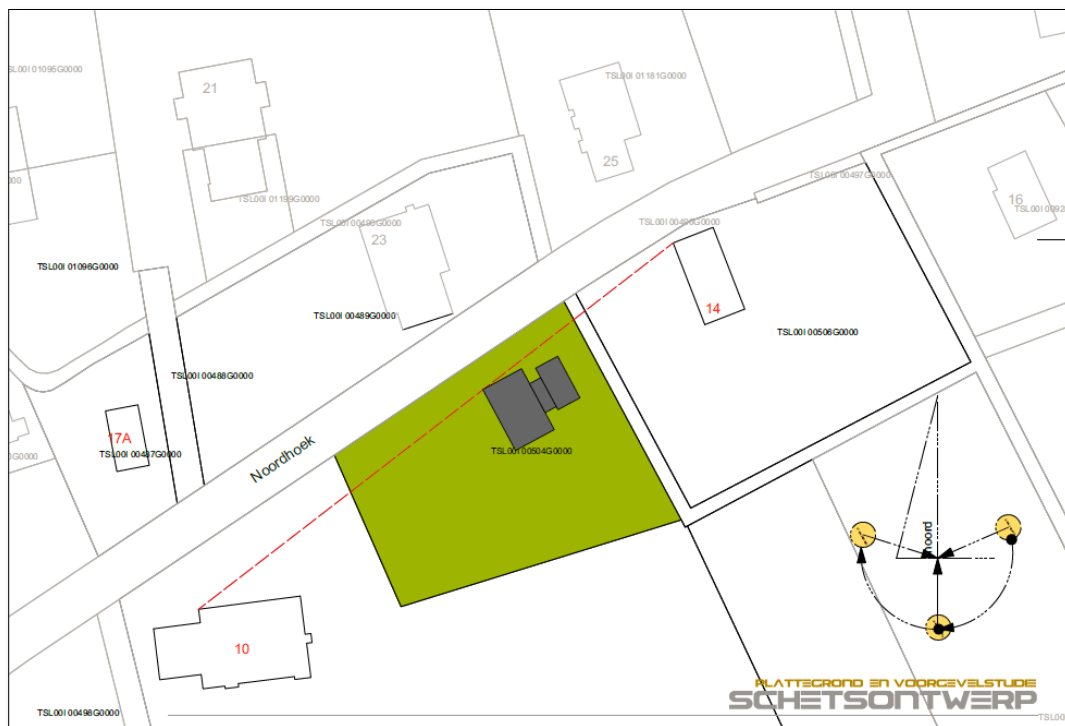 TSL00I 01095G0000
21
TSL00I 01181G0000
25
TSL00I 00497G0000
TSL00I 01199G0000
16
TSL00I 00490G0000
23
TSL00I 01096G0000
14
TSL00I 00489G0000
TSL00I 00506G0000
TSL00I 00488G0000
17A
TSL00I 00487G0000
Noordhoek
TSL00I 00504G0000
noord
10
PLATTEGROND EN VOORGEVELSTUDIE
SCHETSONTWERP
TSL00I 00498G0000